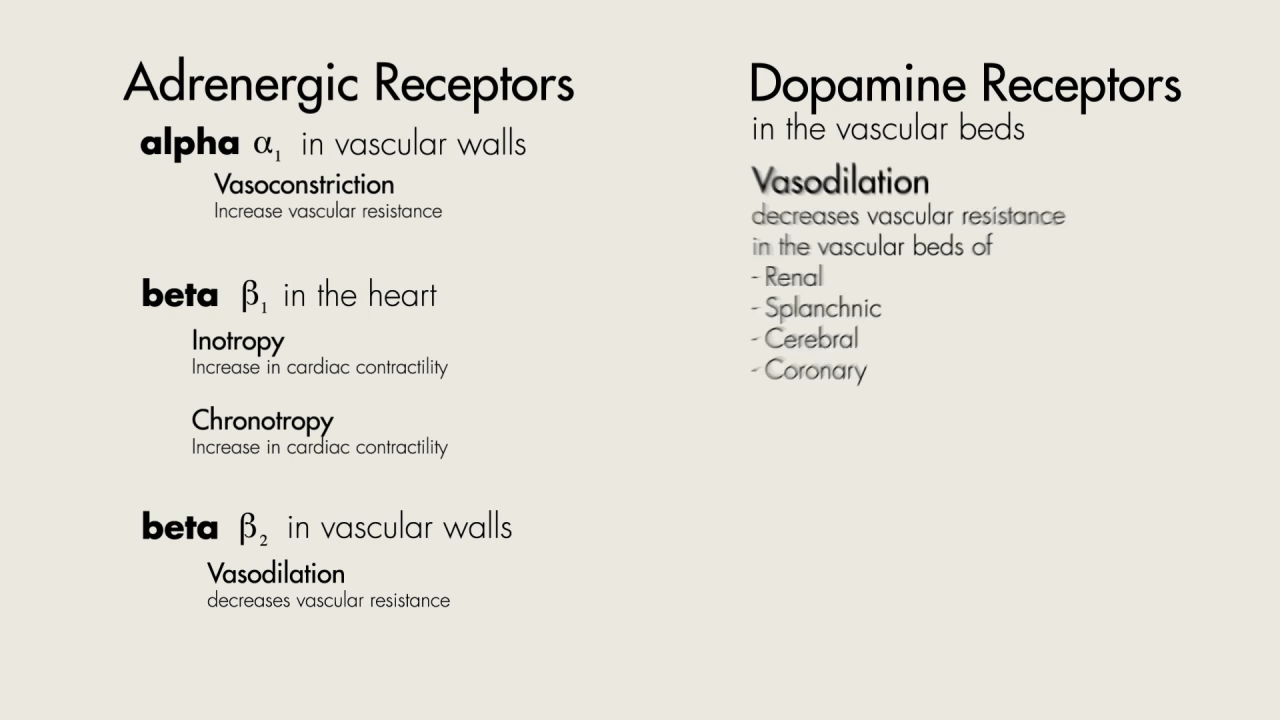 Adrenergic Receptors
alpha α₁ in vascular walls
Vasoconstriction
Increase vascular resistance
beta β₁ in the heart
Inotropy
Increase in cardiac contractility
Chronotropy
Increase in cardiac contractility
beta β₂ in vascular walls
Vasodilation
decreases vascular resistance
Dopamine Receptors
in the vascular beds
Vasodilation
decreases vascular resistance
in the vascular beds of
- Renal
- Splanchnic
- Cerebral
- Coronary